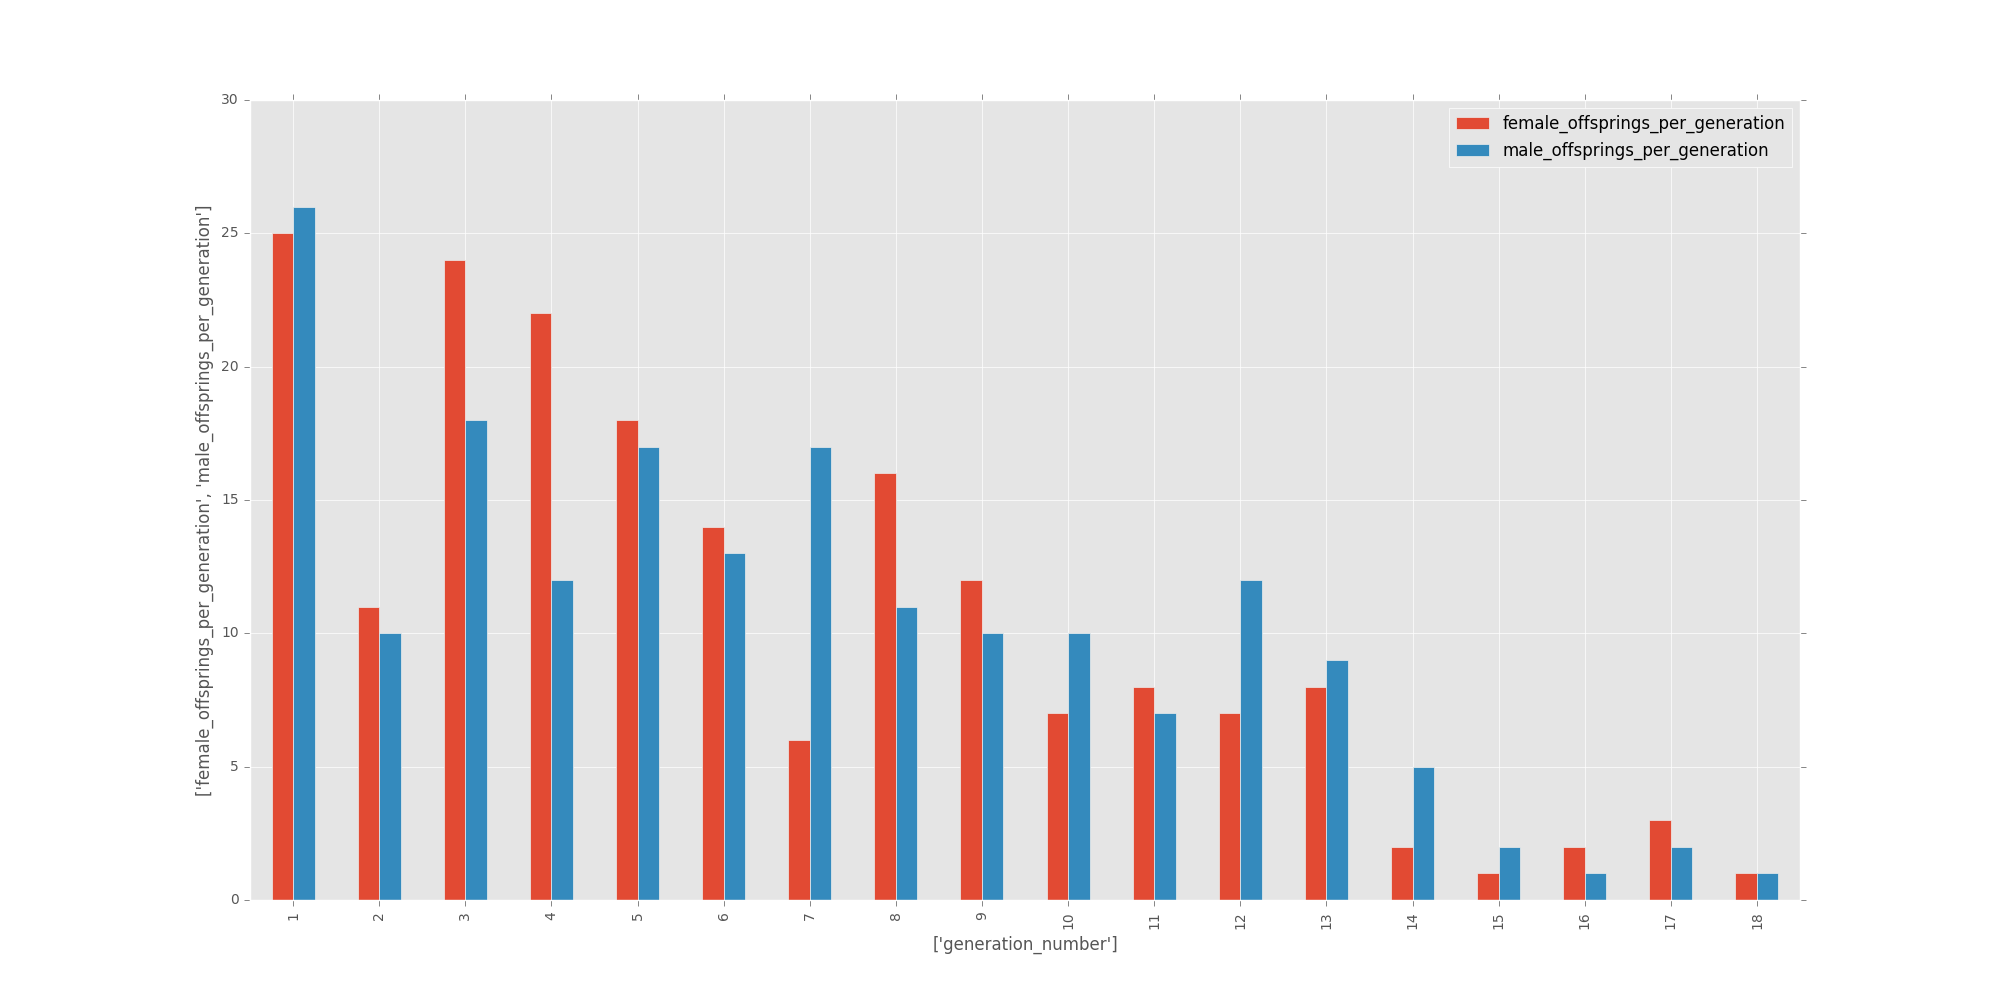 30
25
20
15
10
5
0
['female_offsprings_per_generation', 'male_offsprings_per_generation']
female_offsprings_per_generation
male_offsprings_per_generation
1 2 3 4 5 6 7 8 9 10 11 12 13 14 15 16 17 18
['generation_number']